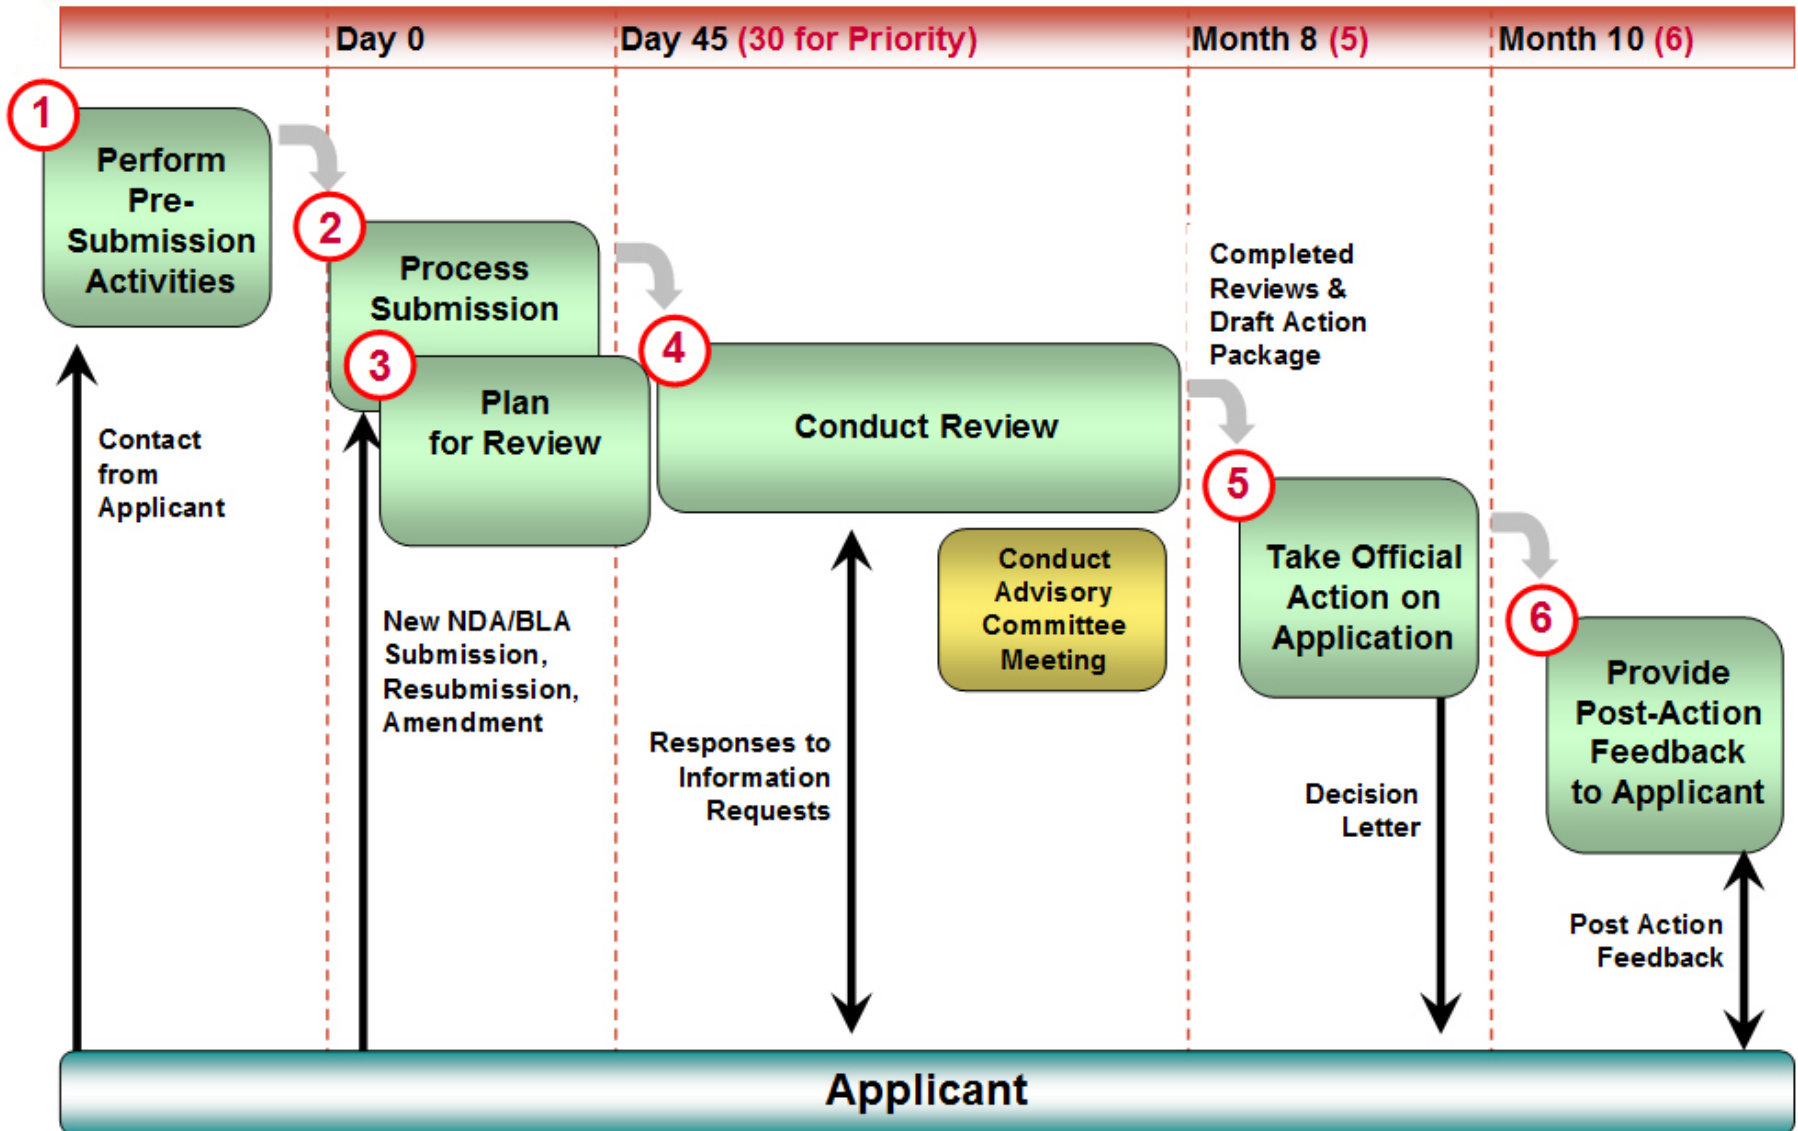 Day 0
Day 45 (30 for Priority)
Month 8 (5)
Month 10 (6)
1
Perform
Pre-
Submission
Activities
2
Process
Submission
3
Plan
for Review
4
Conduct Review
Completed
Reviews &
Draft Action
Package
5
Take Official
Action on
Application
6
Provide
Post-Action
Feedback
to Applicant
Contact
from
Applicant
New NDA/BLA
Submission,
Resubmission,
Amendment
Responses to
Information
Requests
Conduct
Advisory
Committee
Meeting
Decision
Letter
Post Action
Feedback
Applicant